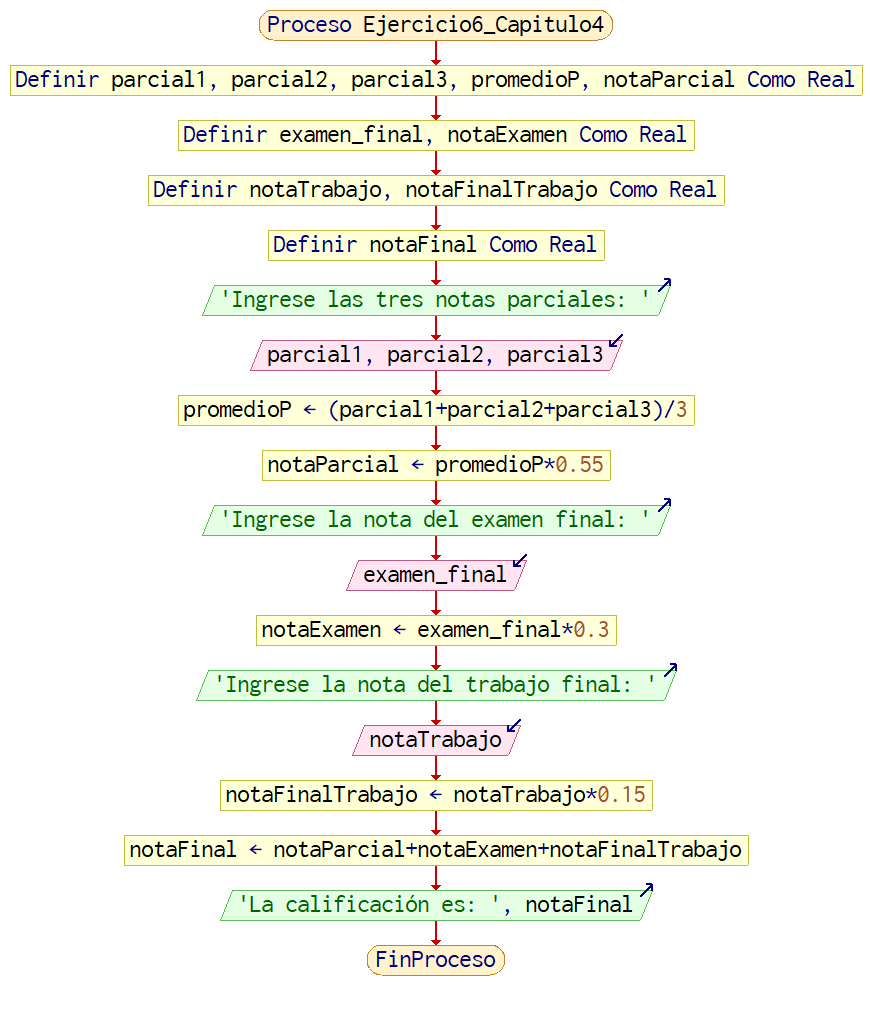 Proceso Ejercicio6_Capitulo4
Definir parcial1, parcial2, parcial3, promedioP, notaParcial Como Real
Definir examen_final, notaExamen Como Real
Definir notaTrabajo, notaFinalTrabajo Como Real
Definir notaFinal Como Real
'Ingrese las tres notas parciales: '
parcial1, parcial2, parcial3
promedioP ← (parcial1+parcial2+parcial3)/3
notaParcial ← promedioP*0.55
'Ingrese la nota del examen final: '
examen_final
notaExamen ← examen_final*0.3
'Ingrese la nota del trabajo final: '
notaTrabajo
notaFinalTrabajo ← notaTrabajo*0.15
notaFinal ← notaParcial+notaExamen+notaFinalTrabajo
'La calificación es: ', notaFinal
FinProceso